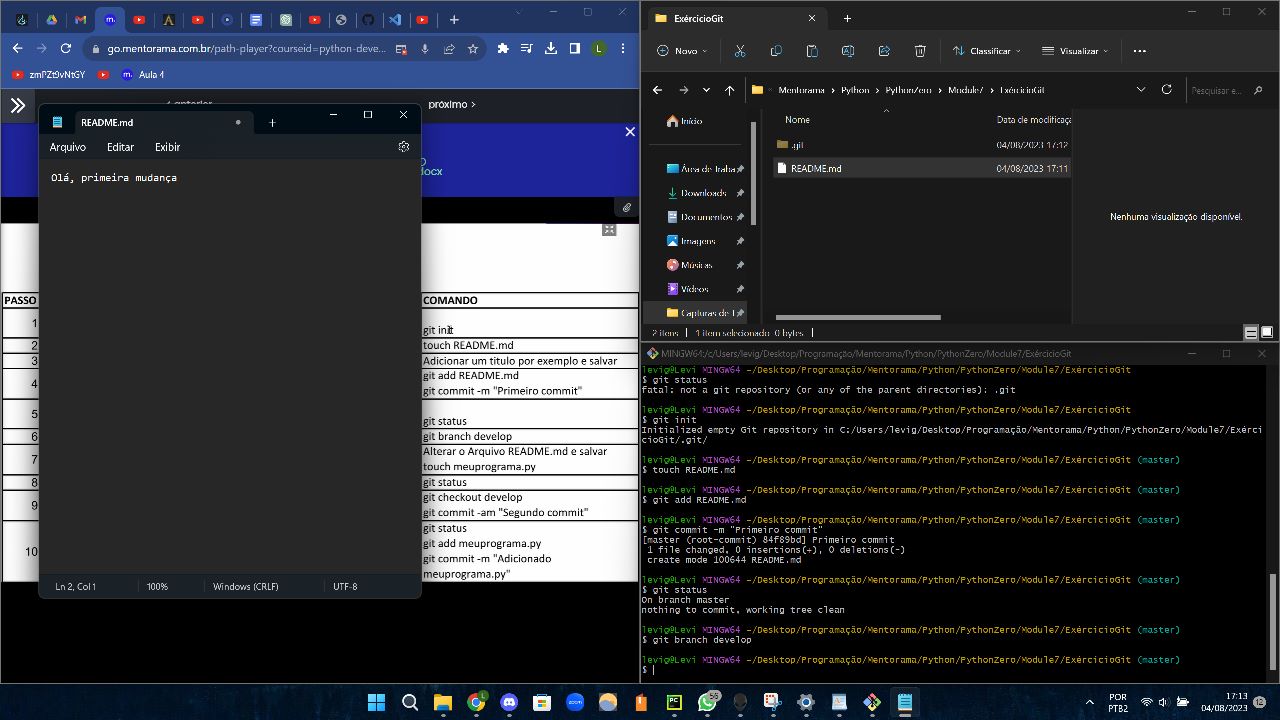 go.mentorama.com.br/path-player?courseid=python-deve...
L
zmPZt9vNtGY
Aula 4
anterior
próximo
docx
README.md
Arquivo
Editar
Exibir
Olá, primeira mudança
Ln 2, Col 1
100%
Windows (CRLF)
UTF-8
PASSO
COMANDO
1
git init
2
touch README.md
3
Adicionar um titulo por exemplo e salvar
4
git add README.md
git commit -m "Primeiro commit"
5
git status
6
git branch develop
7
Alterar o Arquivo README.md e salvar
touch meuprograma.py
8
git status
9
git checkout develop
git commit -am "Segundo commit"
10
git status
git add meuprograma.py
git commit -m "Adicionado
meuprograma.py"
ExércicioGit
Novo
Classificar
Visualizar
Mentorama
Python
PythonZero
Module7
ExércicioGit
Pesquisar e...
Início
Área de Traba
Downloads
Documentos
Imagens
Músicas
Vídeos
Capturas de T
Nome
Data de modificaç
.git
04/08/2023 17:12
README.md
04/08/2023 17:11
Nenhuma visualização disponível.
2 itens
1 item selecionado 0 bytes
MINGW64:/c/Users/levig/Desktop/Programação/Mentorama/Python/PythonZero/Module7/ExércicioGit
levig@Levi MINGW64 ~/Desktop/Programação/Mentorama/Python/PythonZero/Module7/ExércicioGit
$ git status
fatal: not a git repository (or any of the parent directories): .git
levig@Levi MINGW64 ~/Desktop/Programação/Mentorama/Python/PythonZero/Module7/ExércicioGit
$ git init
Initialized empty Git repository in C:/Users/levig/Desktop/Programação/Mentorama/Python/PythonZero/Module7/Exérci
cioGit/.git/
levig@Levi MINGW64 ~/Desktop/Programação/Mentorama/Python/PythonZero/Module7/ExércicioGit (master)
$ touch README.md
levig@Levi MINGW64 ~/Desktop/Programação/Mentorama/Python/PythonZero/Module7/ExércicioGit (master)
$ git add README.md
levig@Levi MINGW64 ~/Desktop/Programação/Mentorama/Python/PythonZero/Module7/ExércicioGit (master)
$ git commit -m "Primeiro commit"
[master (root-commit) 84f89bd] Primeiro commit
1 file changed, 0 insertions(+), 0 deletions(-)
create mode 100644 README.md
levig@Levi MINGW64 ~/Desktop/Programação/Mentorama/Python/PythonZero/Module7/ExércicioGit (master)
$ git status
On branch master
nothing to commit, working tree clean
levig@Levi MINGW64 ~/Desktop/Programação/Mentorama/Python/PythonZero/Module7/ExércicioGit (master)
$ git branch develop
levig@Levi MINGW64 ~/Desktop/Programação/Mentorama/Python/PythonZero/Module7/ExércicioGit (master)
$
zoom
55
POR
PTB2
17:13
04/08/2023